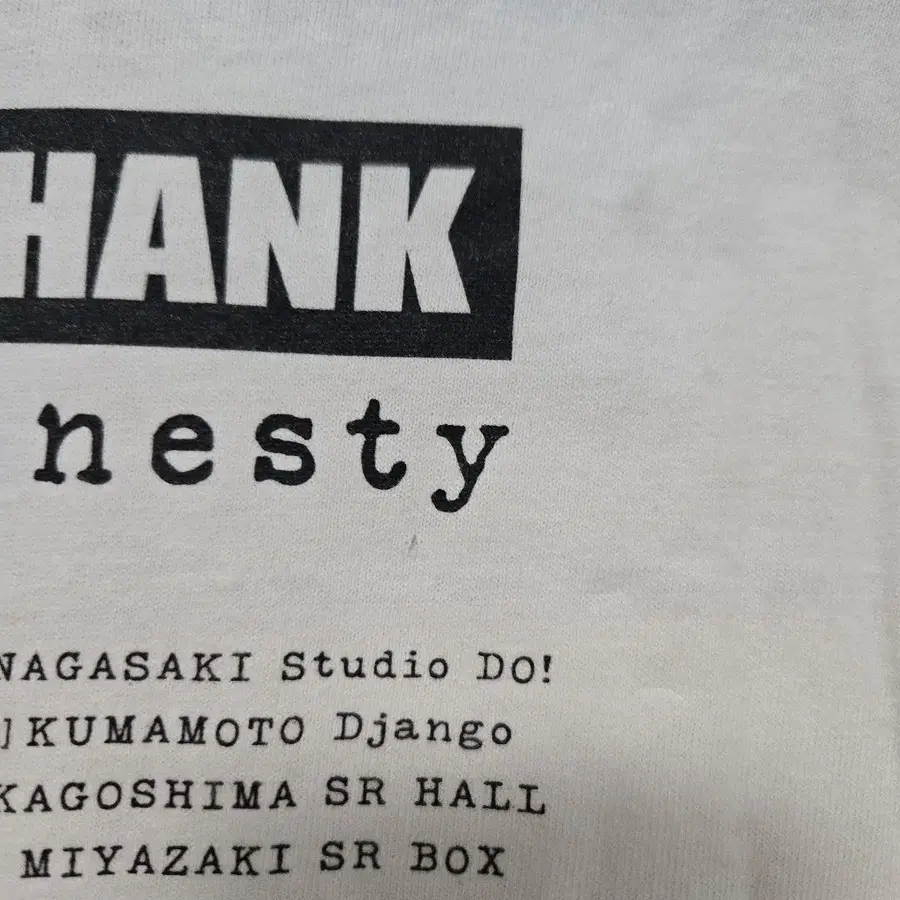 HANK
nesty
NAGASAKI Studio DO!
]KUMAMOTO Django
KAGOSHIMA SR HALL
MIYAZAKI SR BOX